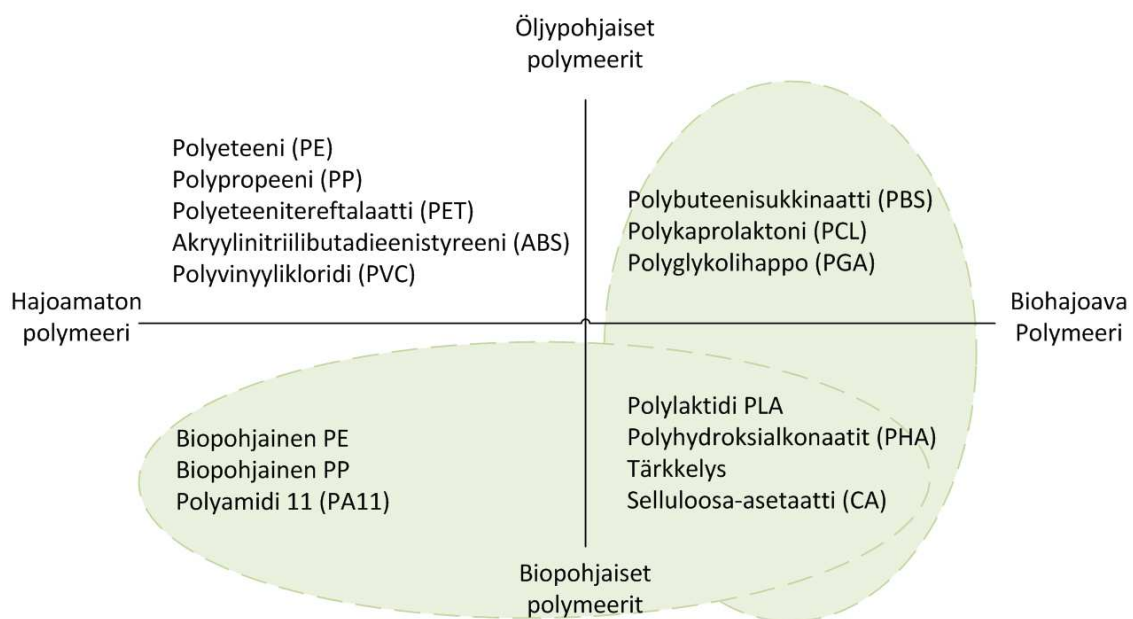 Öljypohjaiset
polymeerit
Polyeteeni (PE)
Polypropeeni (PP)
Polyeteenitereftalaatti (PET)
Akryylinitriilibutadieenistyreeni (ABS)
Polyvinyylikloridi (PVC)
Polybuteenisukkinaatti (PBS)
Polykaprolaktoni (PCL)
Polyglykolihappo (PGA)
Hajoamaton
polymeeri
Biohajoava
Polymeeri
Biopohjainen PE
Biopohjainen PP
Polyamidi 11 (PA11)
Polylaktidi PLA
Polyhydroksialkonaatit (PHA)
Tärkkelys
Selluloosa-asetaatti (CA)
Biopohjaiset
polymeerit